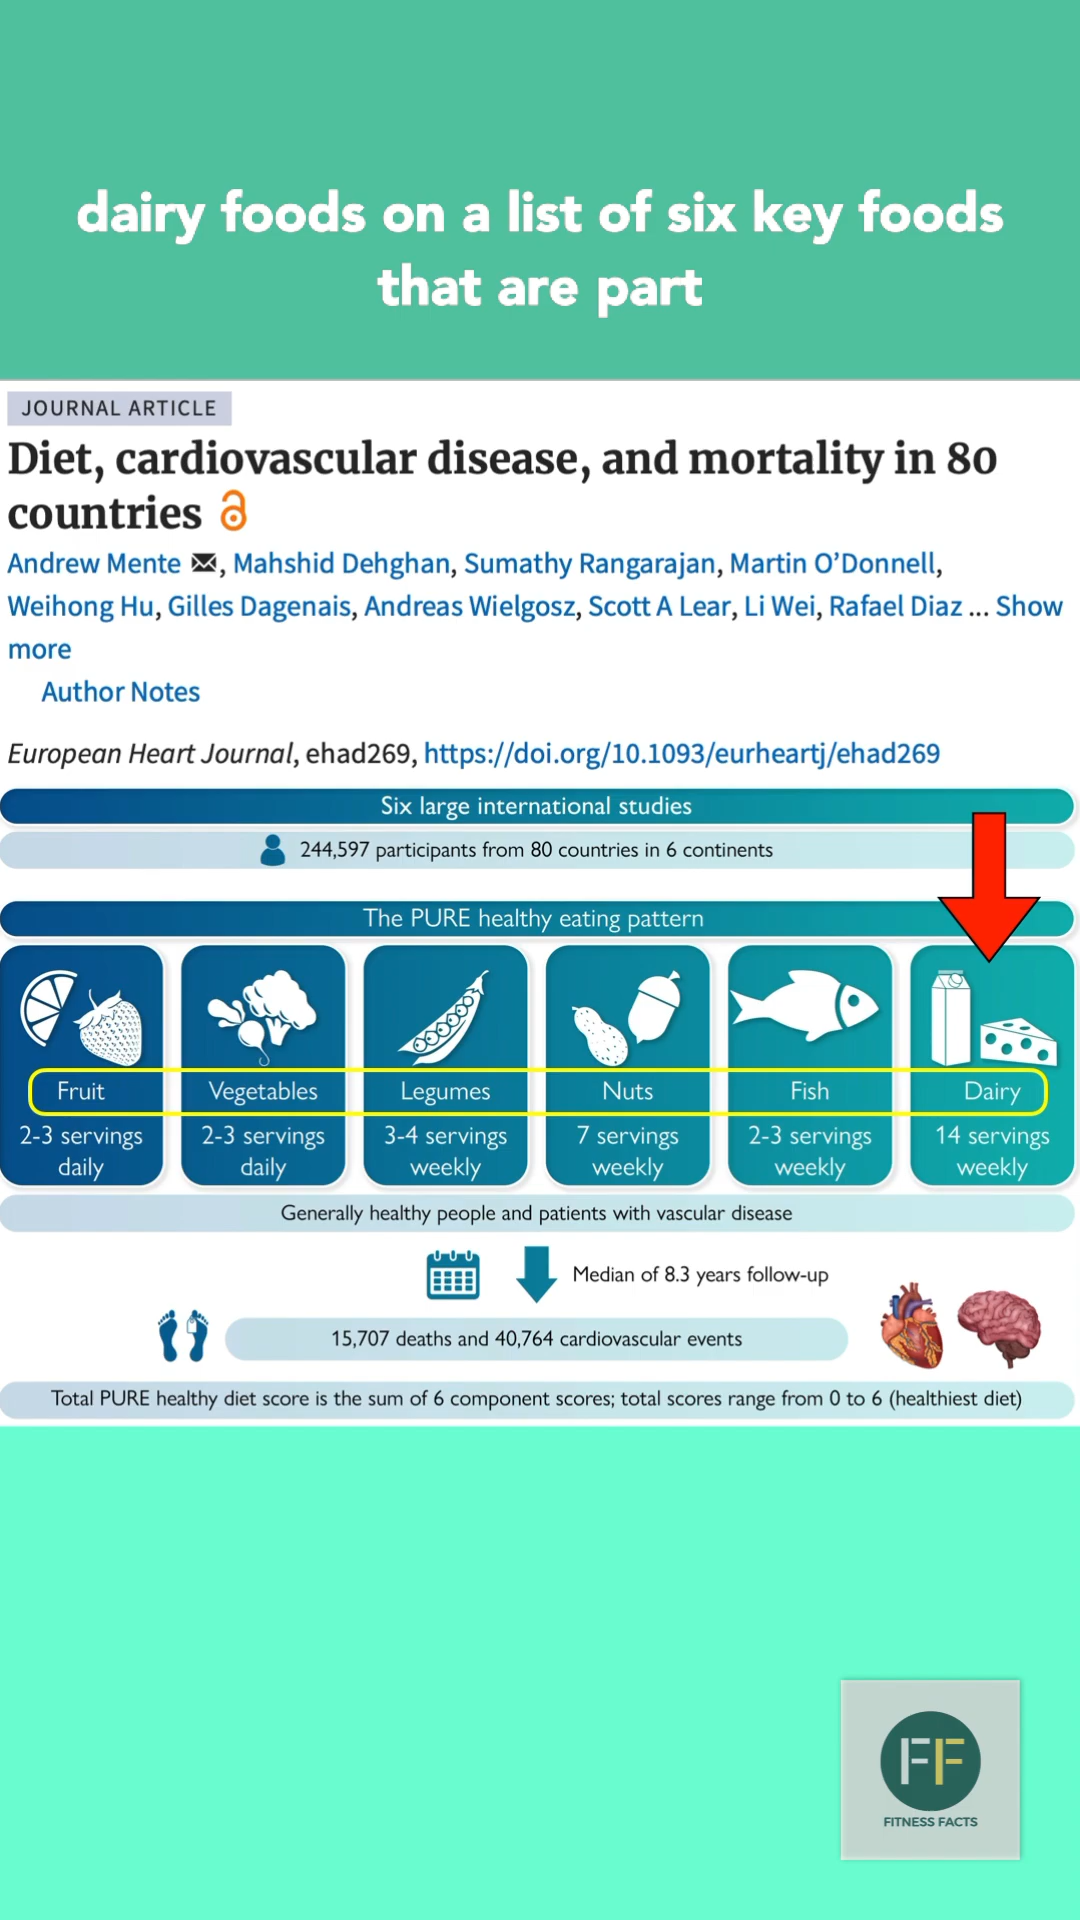 dairy foods on a list of six key foods
that are part
JOURNAL ARTICLE
Diet, cardiovascular disease, and mortality in 80
countries
Andrew Mente , Mahshid Dehghan, Sumathy Rangarajan, Martin O’Donnell,
Weihong Hu, Gilles Dagenais, Andreas Wielgosz, Scott A Lear, Li Wei, Rafael Diaz ... Show
more
Author Notes
European Heart Journal, ehad269, https://doi.org/10.1093/eurheartj/ehad269
Six large international studies
244,597 participants from 80 countries in 6 continents
The PURE healthy eating pattern
Fruit
2-3 servings
daily
Vegetables
2-3 servings
daily
Legumes
3-4 servings
weekly
Nuts
7 servings
weekly
Fish
2-3 servings
weekly
Dairy
14 servings
weekly
Generally healthy people and patients with vascular disease
Median of 8.3 years follow-up
15,707 deaths and 40,764 cardiovascular events
Total PURE healthy diet score is the sum of 6 component scores; total scores range from 0 to 6 (healthiest diet)
FF
FITNESS FACTS